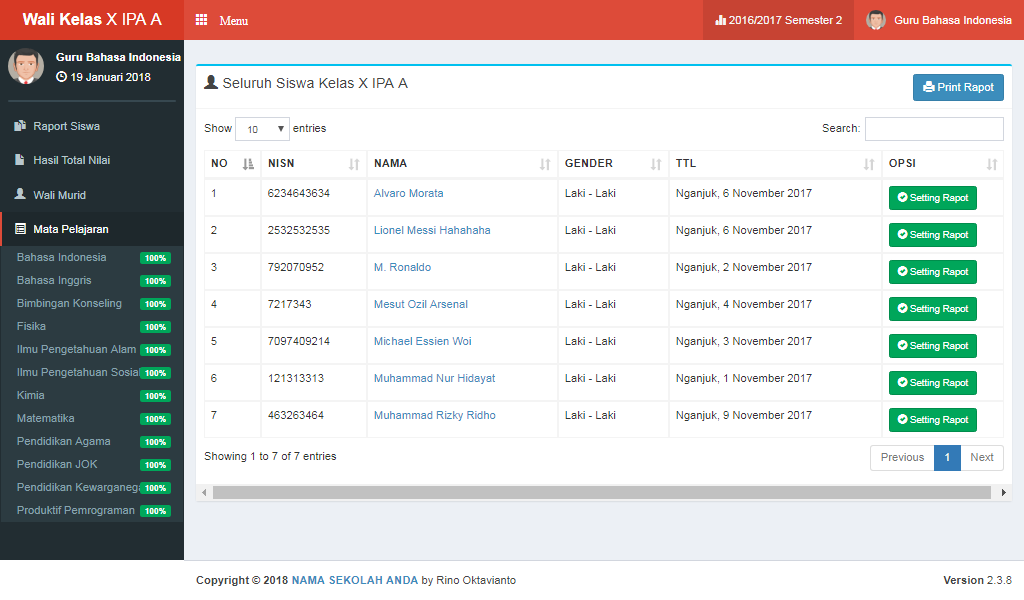 Wali Kelas X IPA A
Menu
2016/2017 Semester 2
Guru Bahasa Indonesia
Guru Bahasa Indonesia
19 Januari 2018
Raport Siswa
Hasil Total Nilai
Wali Murid
Mata Pelajaran
Bahasa Indonesia 100%
Bahasa Inggris 100%
Bimbingan Konseling 100%
Fisika 100%
Ilmu Pengetahuan Alam 100%
Ilmu Pengetahuan Sosial 100%
Kimia 100%
Matematika 100%
Pendidikan Agama 100%
Pendidikan JOK 100%
Pendidikan Kewarganega 100%
Produktif Pemrograman 100%
Seluruh Siswa Kelas X IPA A
Print Rapot
Show 10 entries
Search:
NO NISN NAMA GENDER TTL OPSI
1 6234643634 Alvaro Morata Laki - Laki Nganjuk, 6 November 2017 Setting Rapot
2 2532532535 Lionel Messi Hahahaha Laki - Laki Nganjuk, 6 November 2017 Setting Rapot
3 792070952 M. Ronaldo Laki - Laki Nganjuk, 2 November 2017 Setting Rapot
4 7217343 Mesut Ozil Arsenal Laki - Laki Nganjuk, 4 November 2017 Setting Rapot
5 7097409214 Michael Essien Woi Laki - Laki Nganjuk, 3 November 2017 Setting Rapot
6 121313313 Muhammad Nur Hidayat Laki - Laki Nganjuk, 1 November 2017 Setting Rapot
7 463263464 Muhammad Rizky Ridho Laki - Laki Nganjuk, 9 November 2017 Setting Rapot
Showing 1 to 7 of 7 entries
Previous 1 Next
Copyright © 2018 NAMA SEKOLAH ANDA by Rino Oktavianto
Version 2.3.8